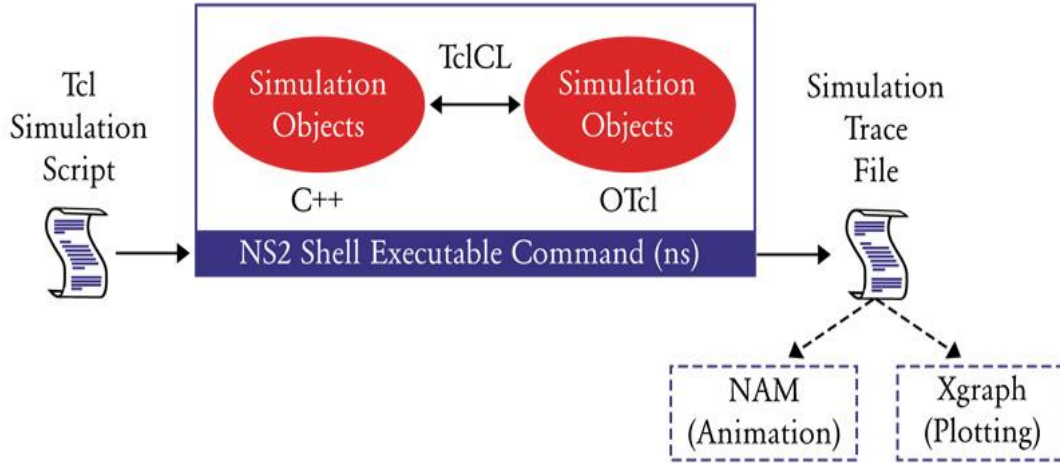 Tcl
Simulation
Script
TclCL
Simulation
Objects
Simulation
Objects
C++
OTcl
NS2 Shell Executable Command (ns)
Simulation
Trace
File
NAM
(Animation)
Xgraph
(Plotting)